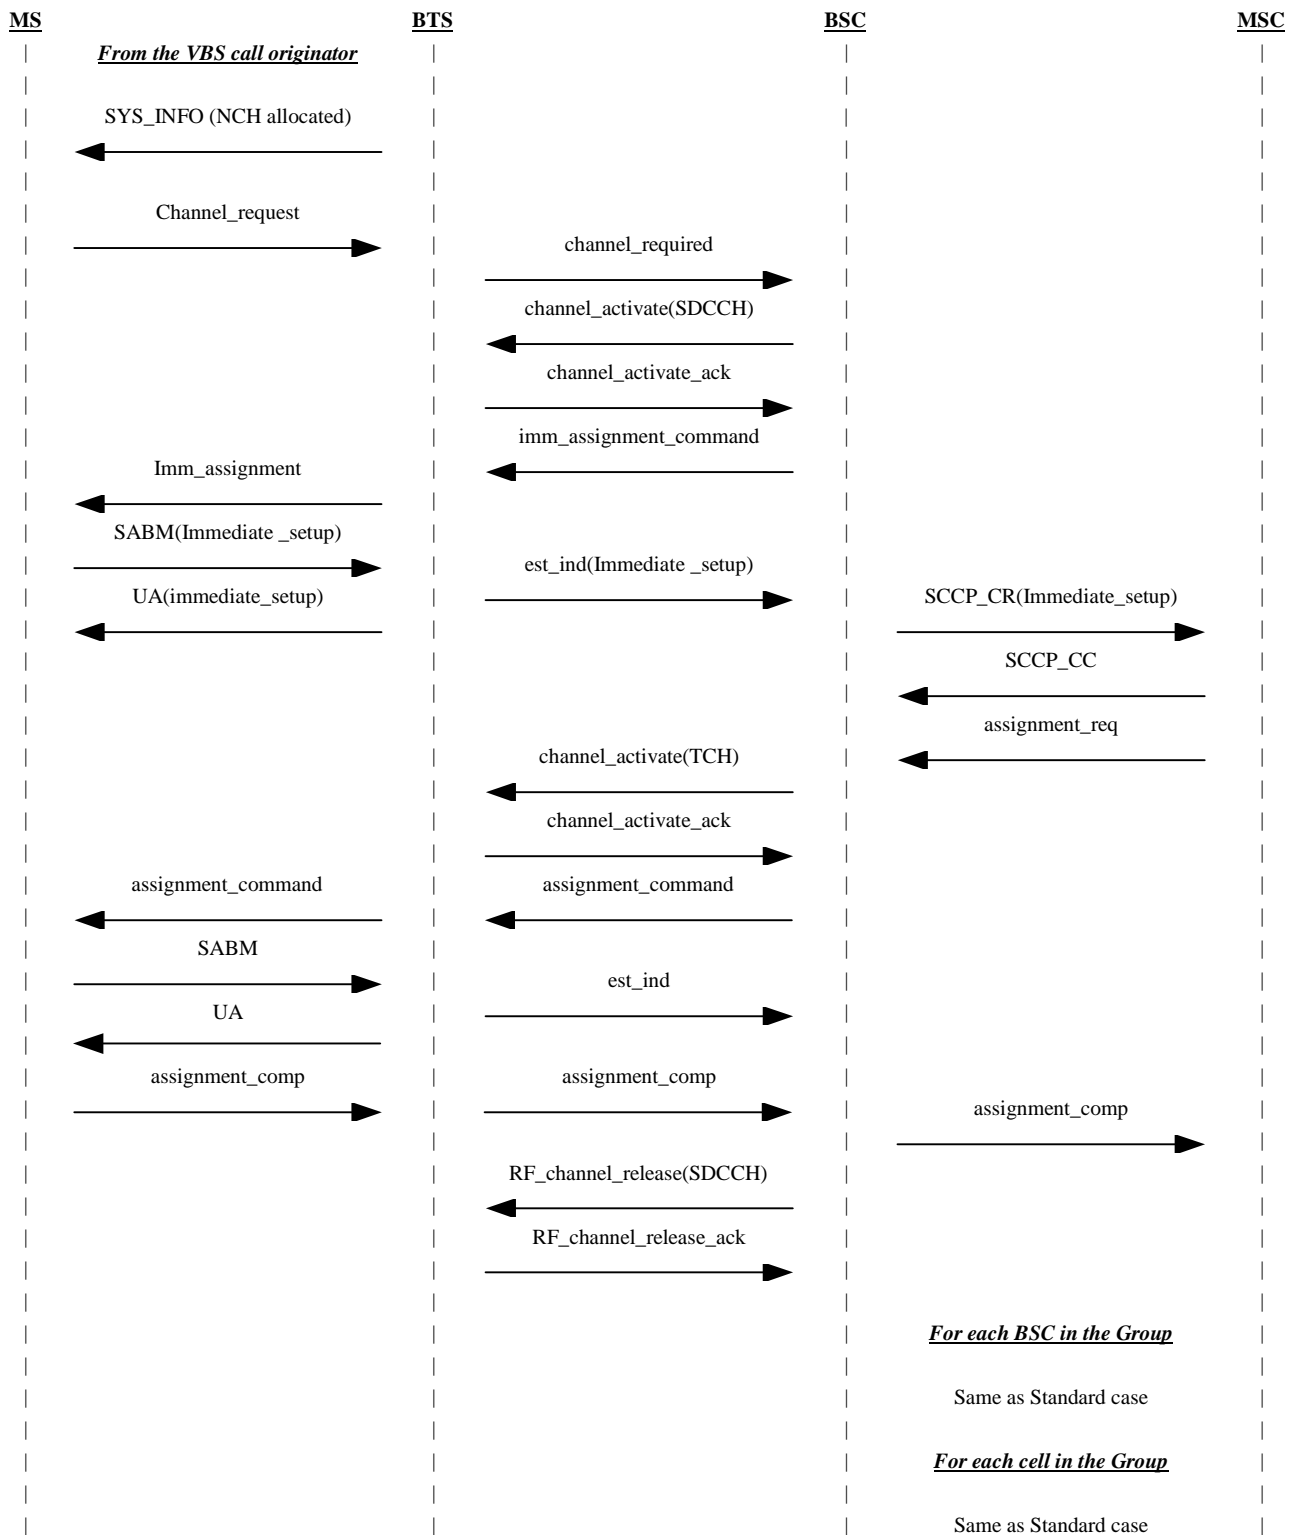 MS BTS BSC MSC
From the VBS call originator
SYS_INFO (NCH allocated)
Channel_request
channel_required
channel_activate(SDCCH)
channel_activate_ack
imm_assignment_command
Imm_assignment
SABM(Immediate _setup)
est_ind(Immediate _setup)
UA(immediate_setup) SCCP_CR(Immediate_setup)
SCCP_CC
assignment_req
channel_activate(TCH)
channel_activate_ack
assignment_command assignment_command
SABM
est_ind
UA
assignment_comp assignment_comp
assignment_comp
RF_channel_release(SDCCH)
RF_channel_release_ack
For each BSC in the Group
Same as Standard case
For each cell in the Group
Same as Standard case